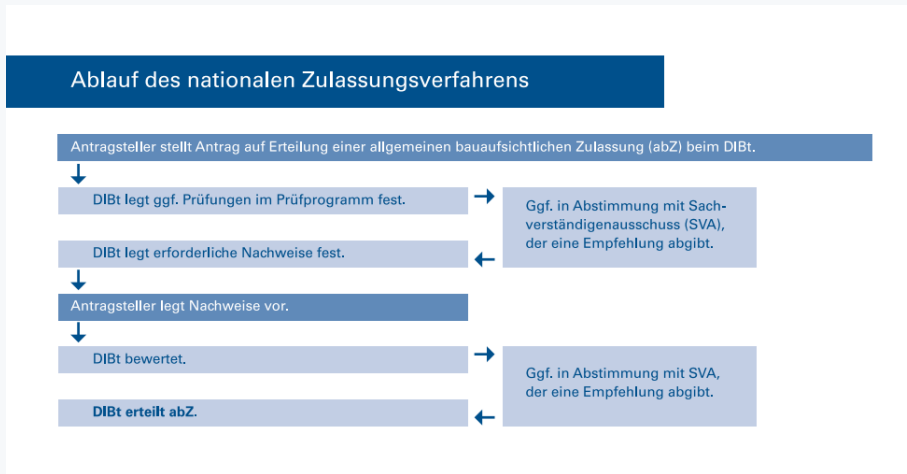 Ablauf des nationalen Zulassungsverfahrens
Antragsteller stellt Antrag auf Erteilung einer allgemeinen bauaufsichtlichen Zulassung (abZ) beim DIBt.
DIBt legt ggf. Prüfungen im Prüfprogramm fest.
Ggf. in Abstimmung mit Sach-
verständigenausschuss (SVA),
der eine Empfehlung abgibt.
DIBt legt erforderliche Nachweise fest.
Antragsteller legt Nachweise vor.
DIBt bewertet.
Ggf. in Abstimmung mit SVA,
der eine Empfehlung abgibt.
DIBt erteilt abZ.